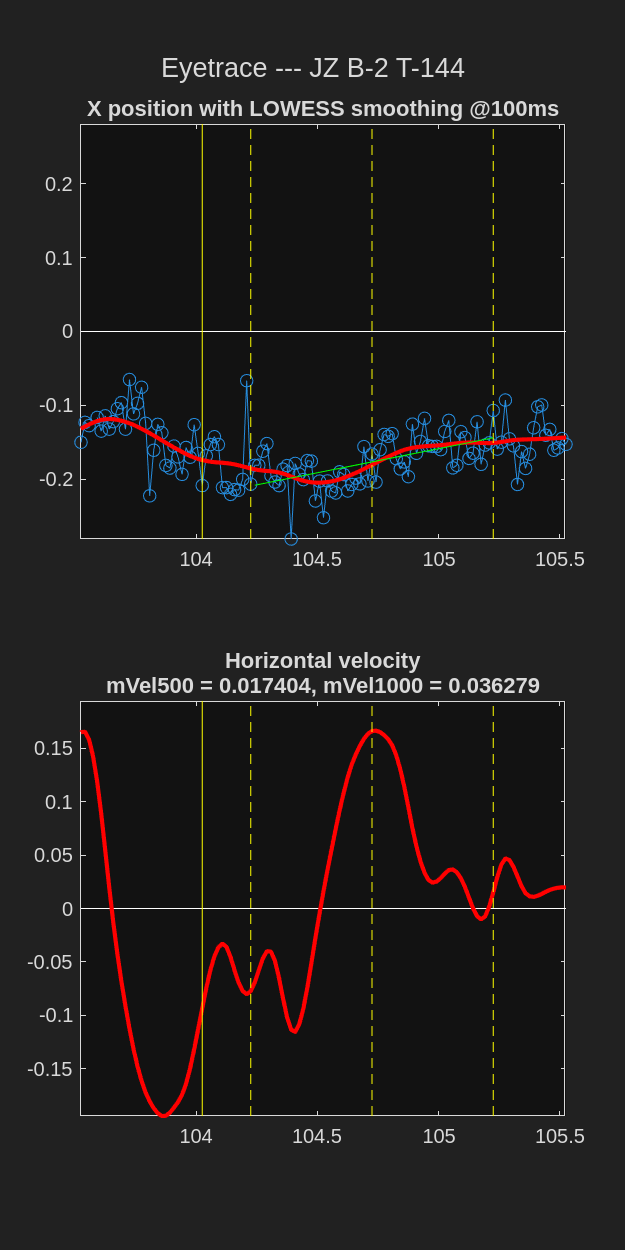 Eyetrace --- JZ B-2 T-144
X position with LOWESS smoothing @100ms
0.2
0.1
0
-0.1
-0.2
104 104.5 105 105.5
Horizontal velocity
mVel500 = 0.017404, mVel1000 = 0.036279
0.15
0.1
0.05
0
-0.05
-0.1
-0.15
104 104.5 105 105.5